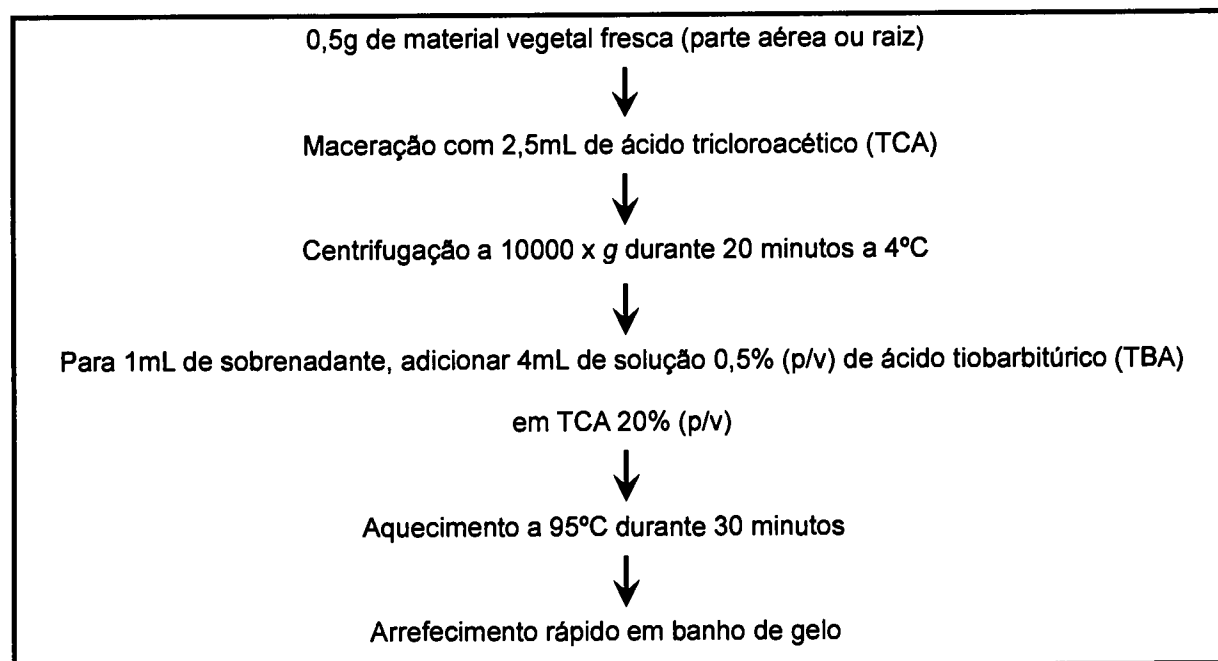 0,5g de material vegetal fresca (parte aérea ou raiz)
Maceração com 2,5mL de ácido tricloroacético (TCA)
Centrifugação a 10000 x g durante 20 minutos a 4ºC
Para 1mL de sobrenadante, adicionar 4mL de solução 0,5% (p/v) de ácido tiobarbitúrico (TBA)
em TCA 20% (p/v)
Aquecimento a 95ºC durante 30 minutos
Arrefecimento rápido em banho de gelo